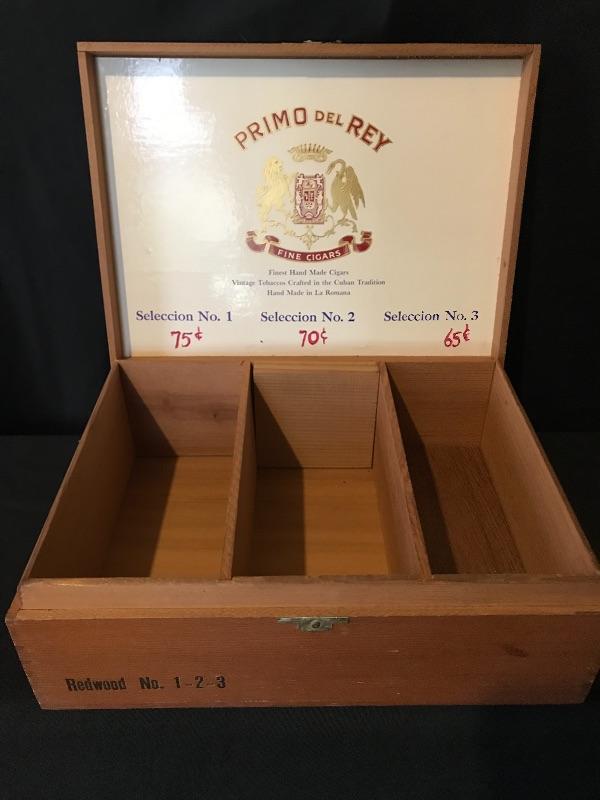 PRIMO DEL REY
FINE CIGARS
Finest Hand Made Cigars
Vintage Tobaccos Crafted in the Cuban Tradition
Hand Made in La Romana
Seleccion No. 1 Seleccion No. 2 Seleccion No. 3
75¢ 70¢ 65¢
Redwood No. 1-2-3